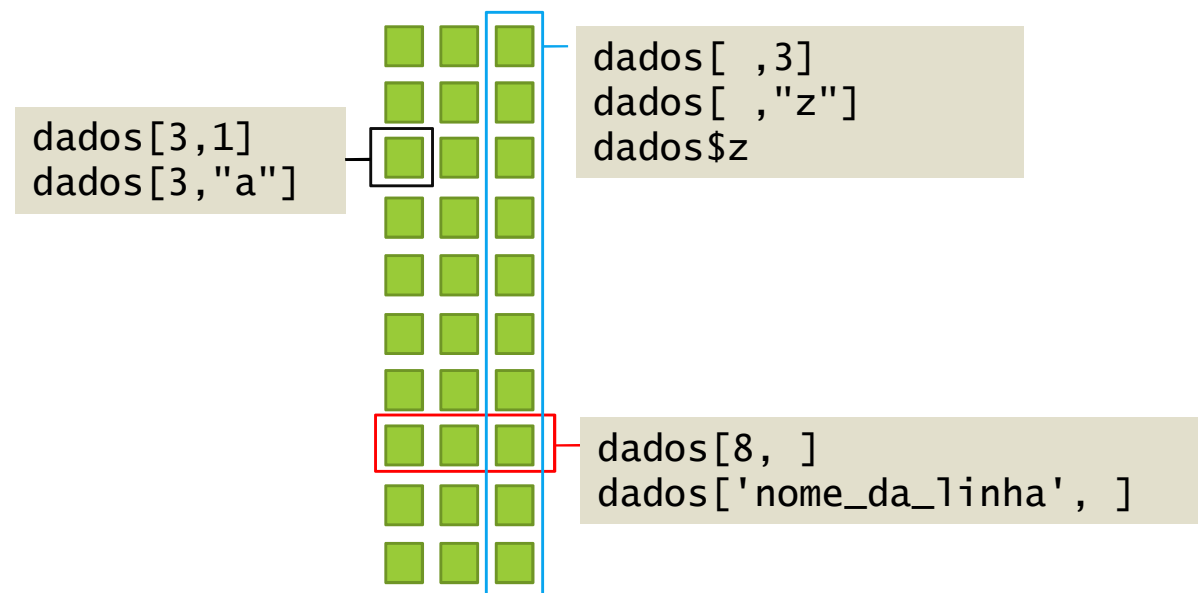 dados[ ,3]
dados[ ,"z"]
dados$z
dados[3,1]
dados[3,"a"]
dados[8, ]
dados['nome_da_linha', ]